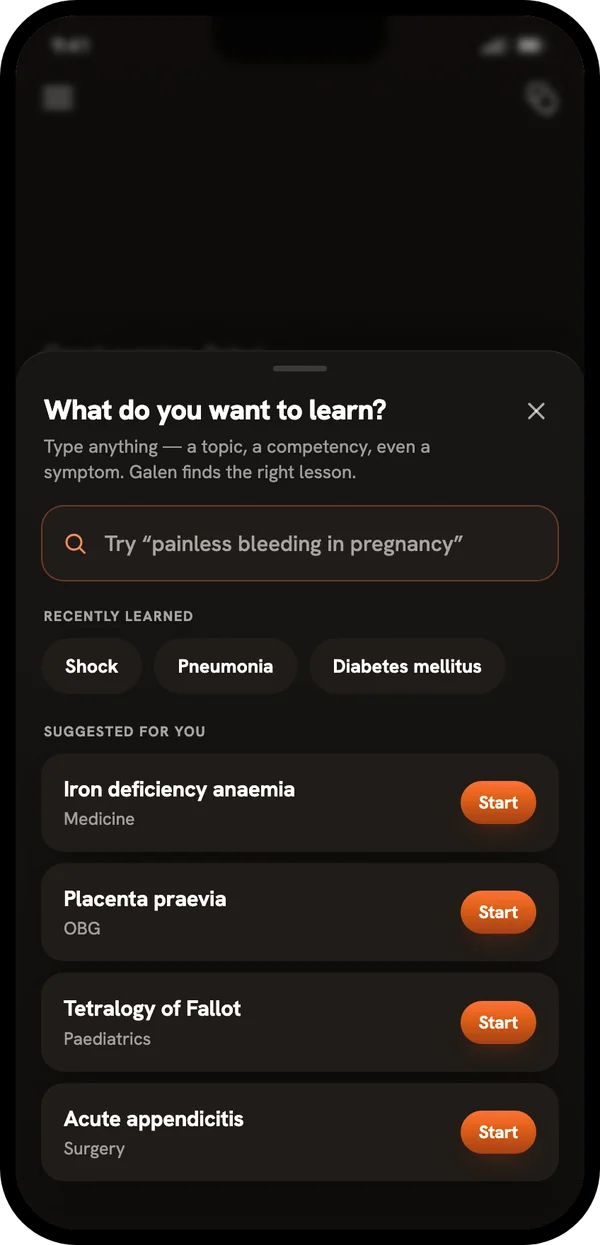 9:41
What do you want to learn?
Type anything — a topic, a competency, even a
symptom. Galen finds the right lesson.
Try “painless bleeding in pregnancy”
RECENTLY LEARNED
Shock
Pneumonia
Diabetes mellitus
SUGGESTED FOR YOU
Iron deficiency anaemia
Medicine
Start
Placenta praevia
OBG
Start
Tetralogy of Fallot
Paediatrics
Start
Acute appendicitis
Surgery
Start